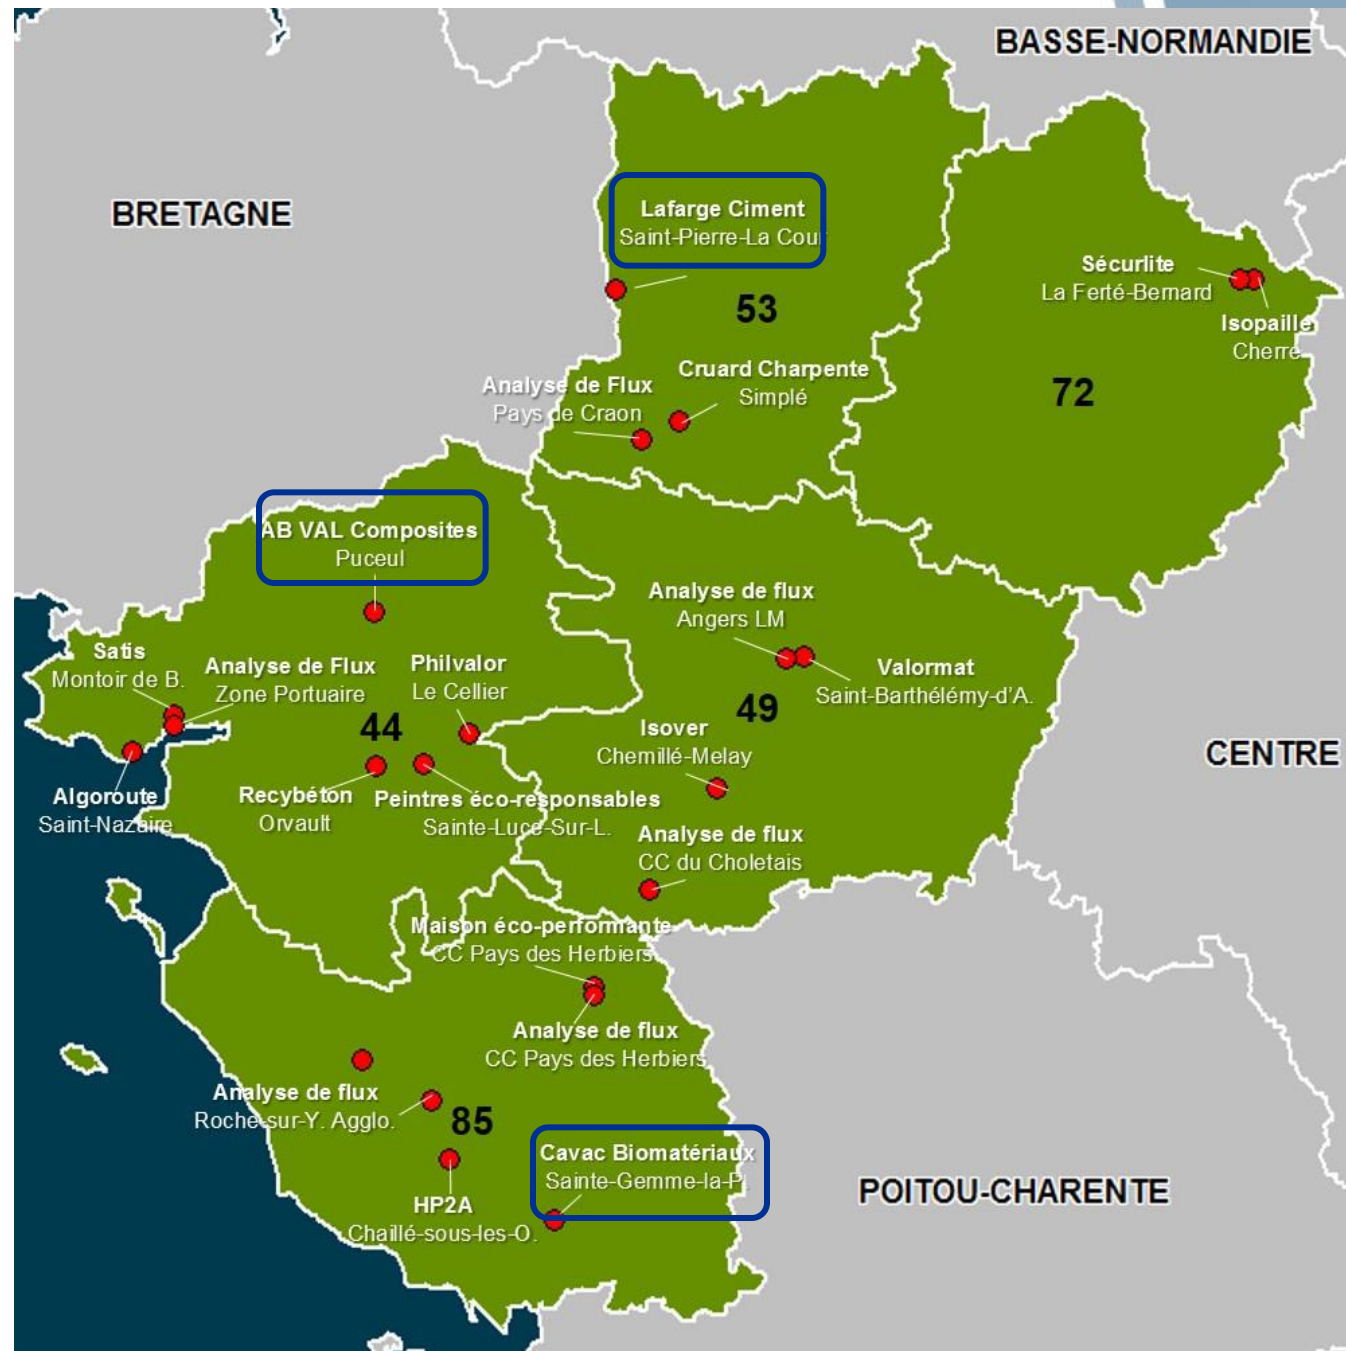 BASSE-NORMANDIE
BRETAGNE
Lafarge Ciment
Saint-Pierre-La Cour
53
Sécurlite
La Ferté-Bernard
Isopaille
Cherré
72
Cruard Charpente
Simplé
Analyse de Flux
Pays de Craon
AB VAL Composites
Puceul
Analyse de flux
Angers LM
Valormat
Saint-Barthélémy-d'A.
Satis
Montoir de B.
Analyse de Flux
Zone Portuaire
Philvalor
Le Cellier
44
49
Isover
Chemillé-Melay
CENTRE
Algoroute
Saint-Nazaire
Recybéton
Orvault
Peintres éco-responsables
Sainte-Luce-Sur-L.
Analyse de flux
CC du Choletais
Maison éco-performante
CC Pays des Herbiers
Analyse de flux
CC Pays des Herbiers
Analyse de flux
Roche-sur-Y. Agglo.
85
Cavac Biomatériaux
Sainte-Gemme-la-P.
HP2A
Chaillé-sous-les-O.
POITOU-CHARENTE